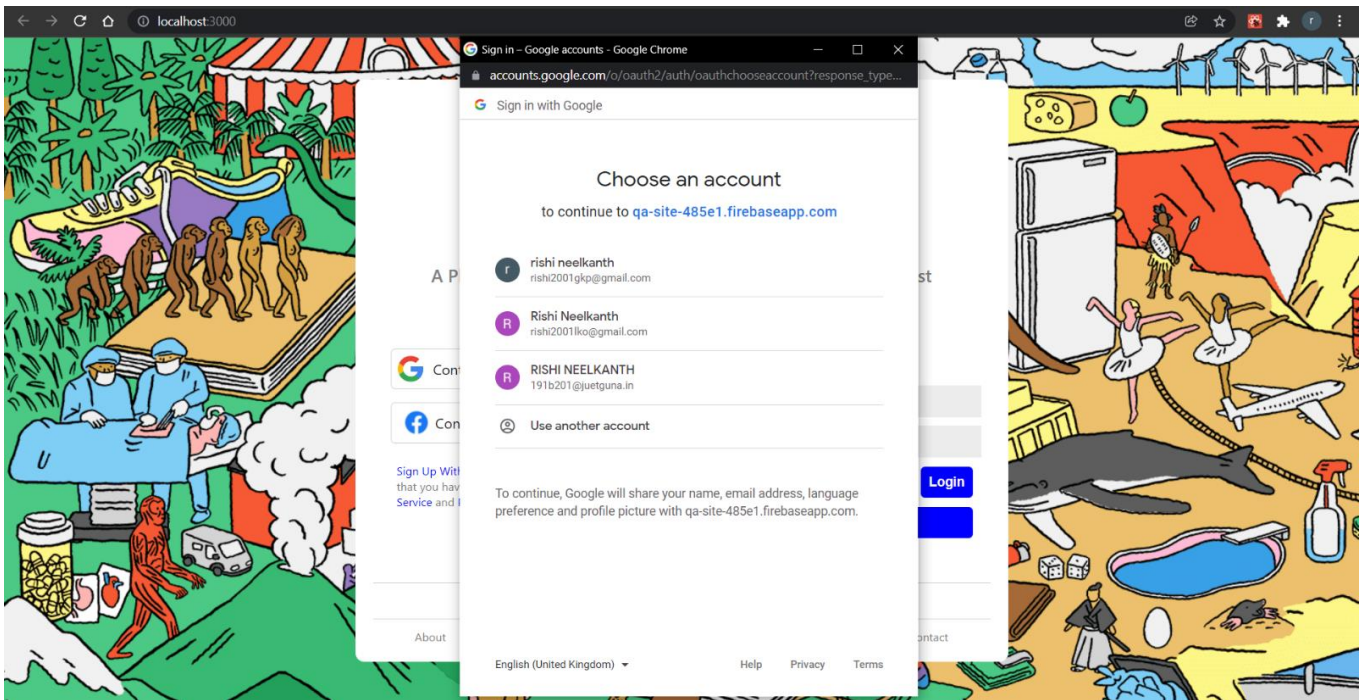 localhost:3000
Sign in – Google accounts - Google Chrome
accounts.google.com/o/oauth2/auth/oauthchooseaccount?response_type...
Sign in with Google
Choose an account
to continue to qa-site-485e1.firebaseapp.com
r
rishi neelkanth
rishi2001gkp@gmail.com
R
Rishi Neelkanth
rishi2001lko@gmail.com
R
RISHI NEELKANTH
191b201@juetguna.in
Use another account
To continue, Google will share your name, email address, language
preference and profile picture with qa-site-485e1.firebaseapp.com.
English (United Kingdom)
Help Privacy Terms
A P
st
Con
Con
Sign Up With
that you hav
Service and
Login
About
ontact
r